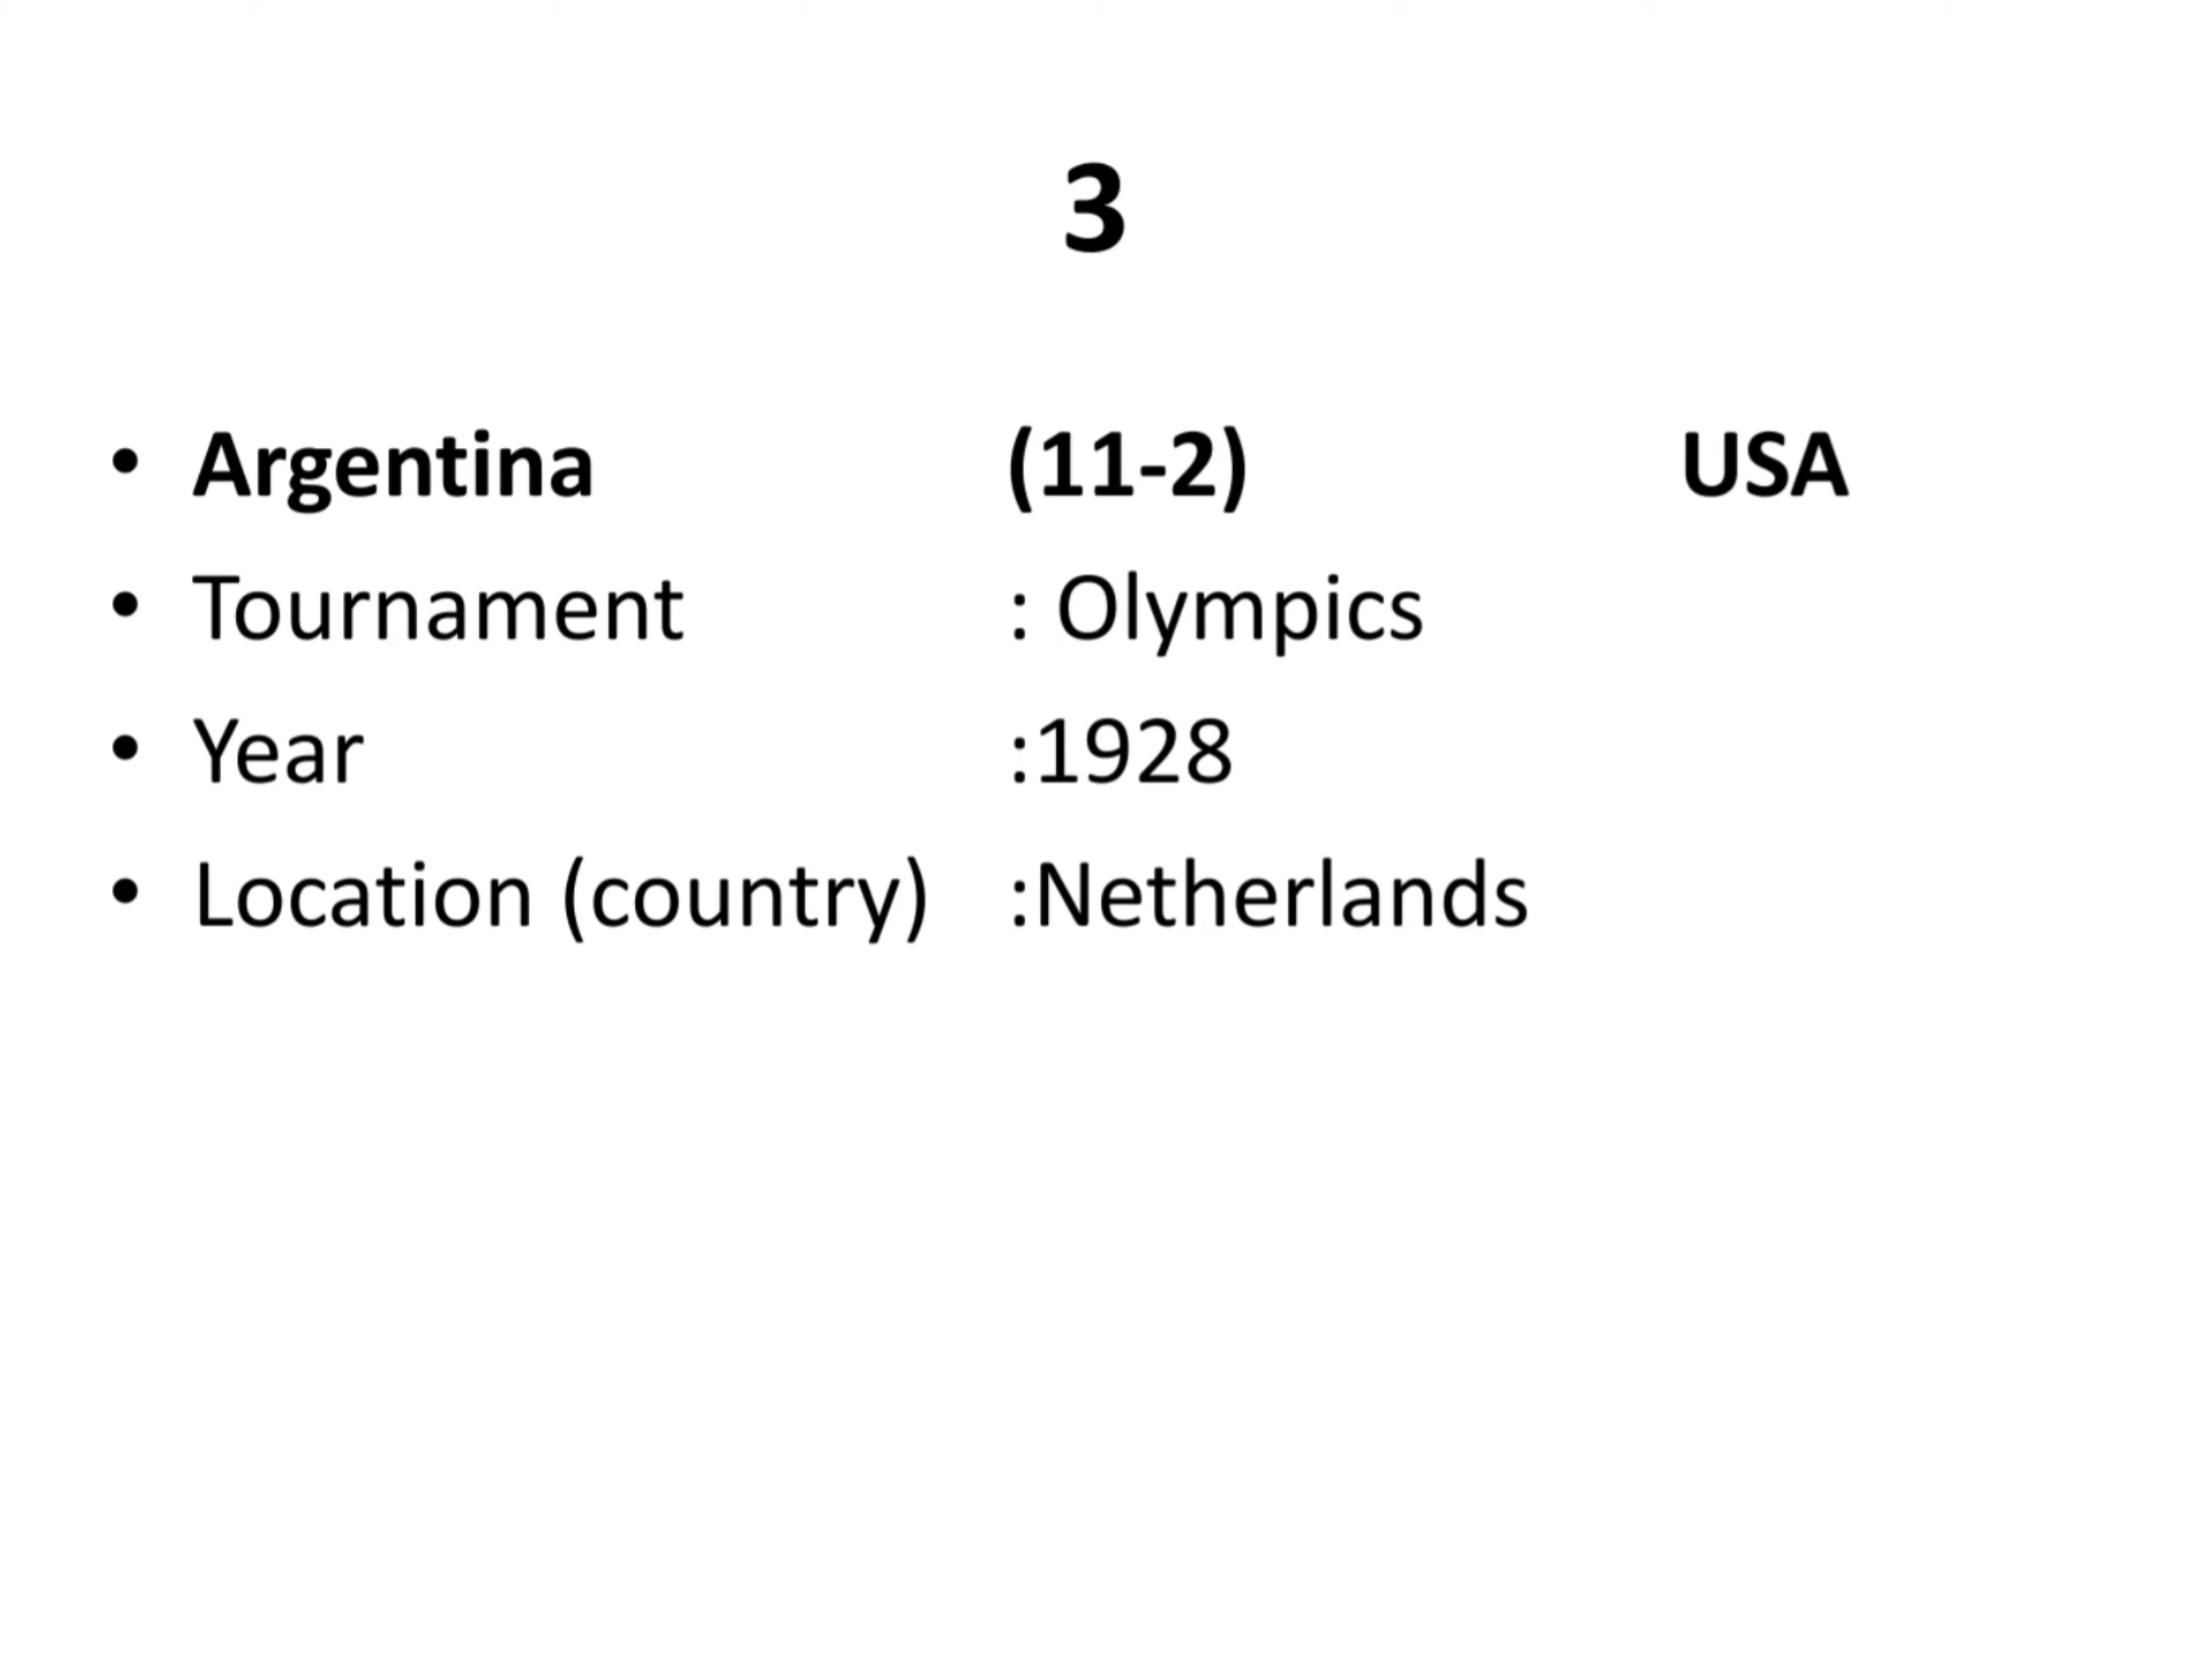 3
• Argentina (11-2) USA
• Tournament : Olympics
• Year :1928
• Location (country) :Netherlands